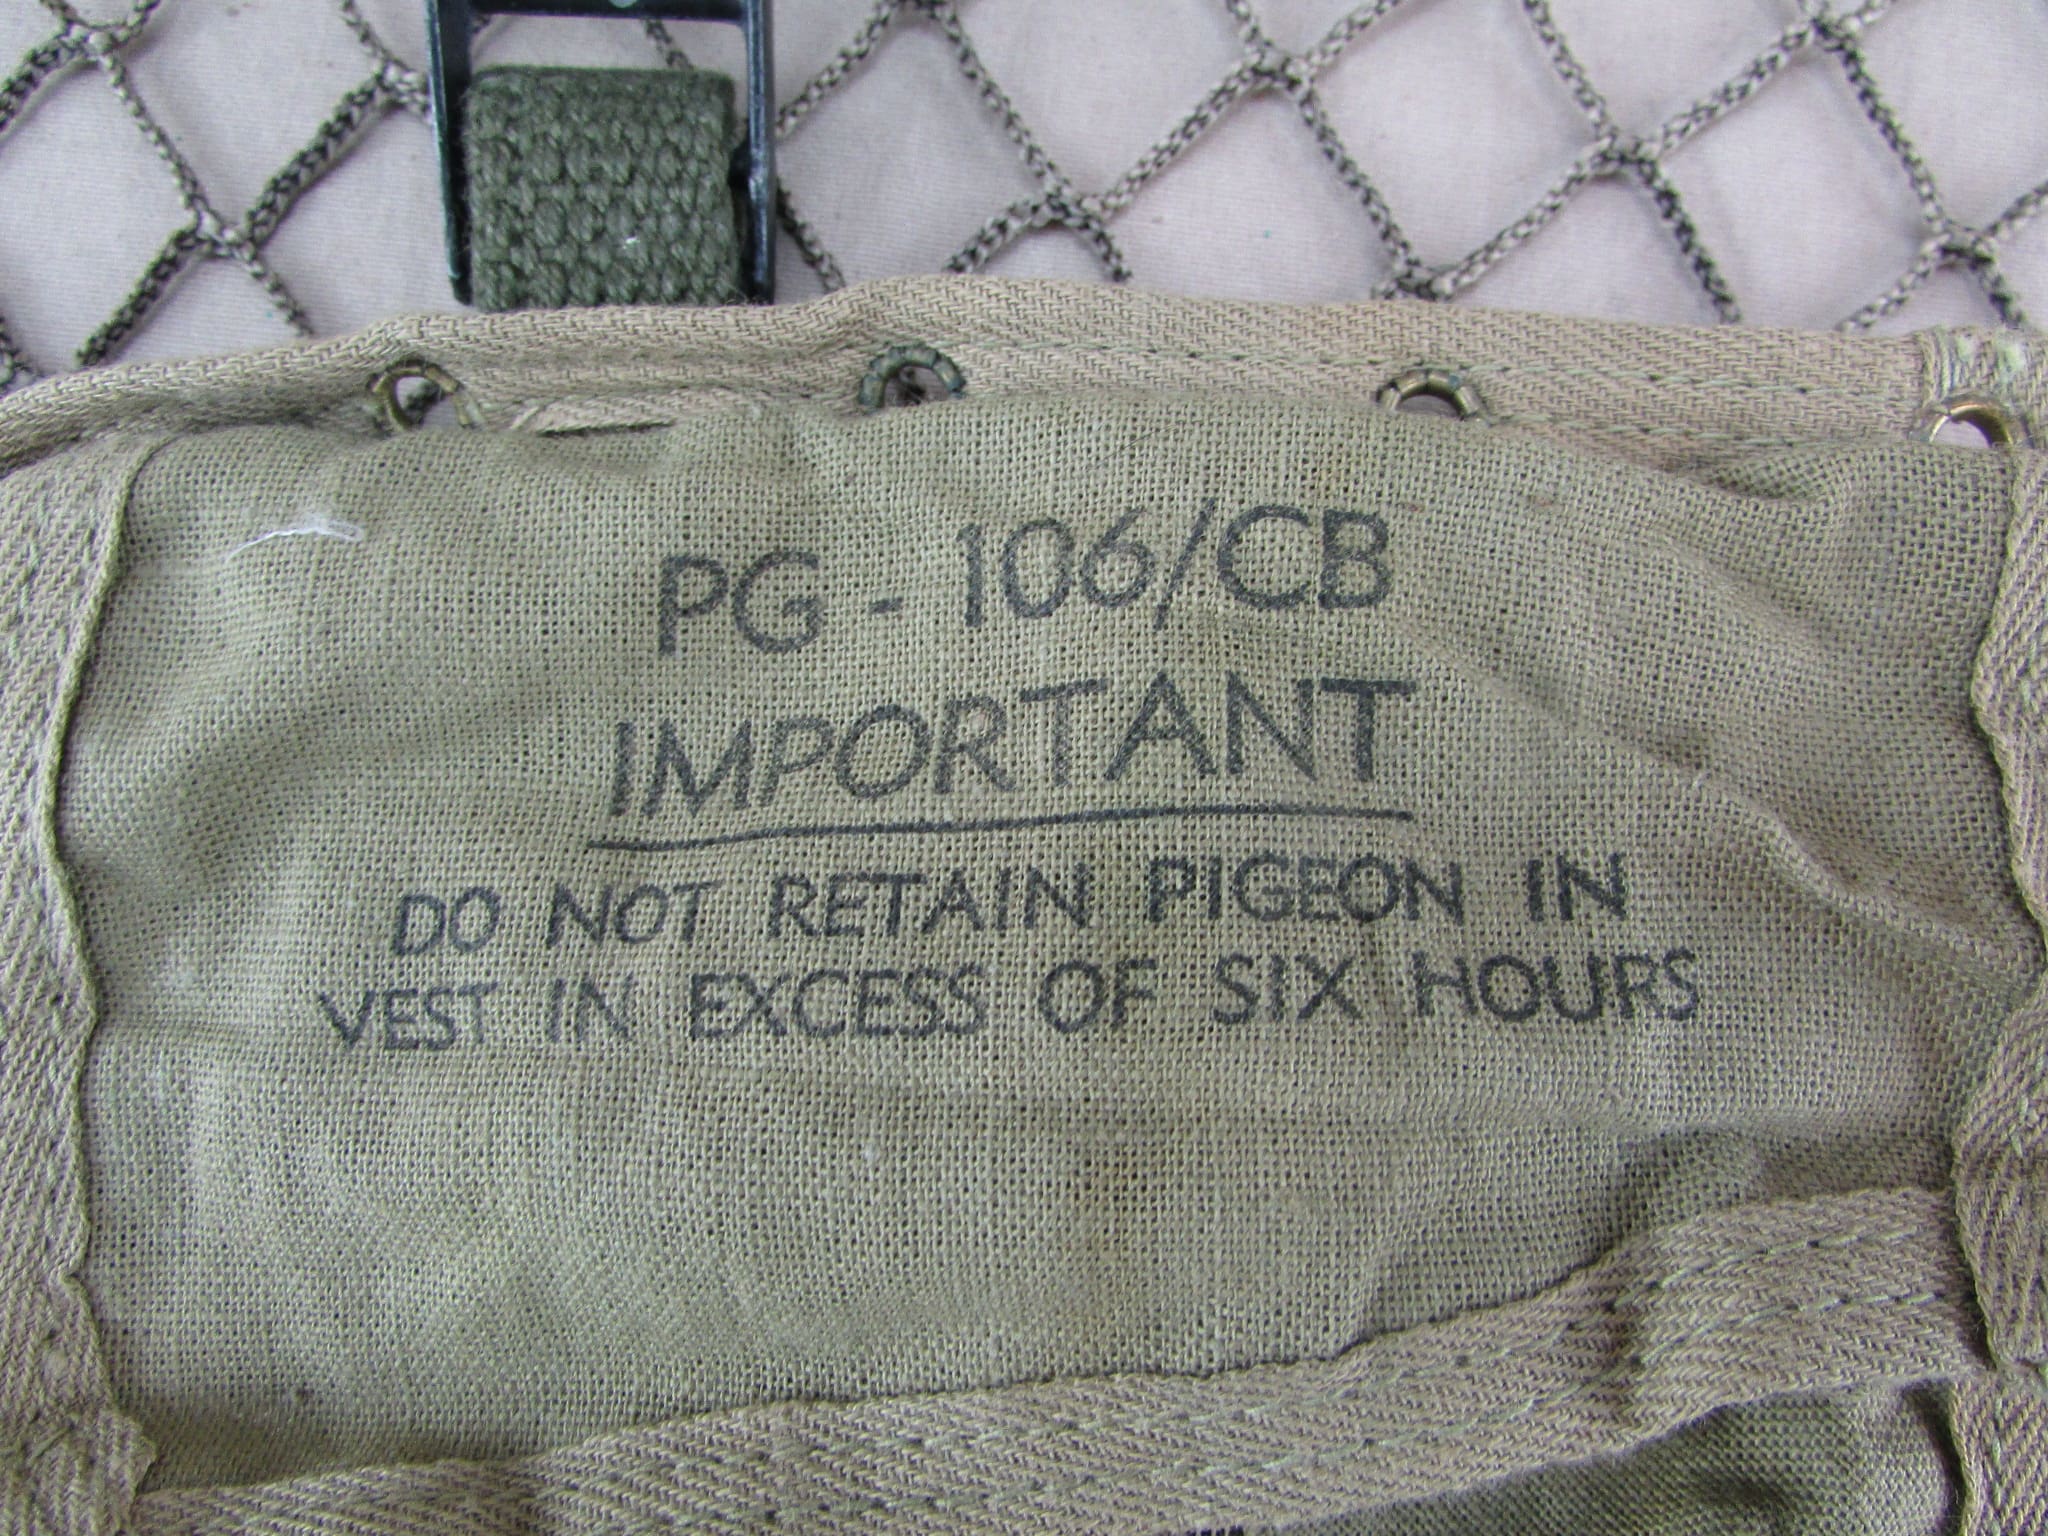 PG - 106/CB
IMPORTANT
DO NOT RETAIN PIGEON IN
VEST IN EXCESS OF SIX HOURS